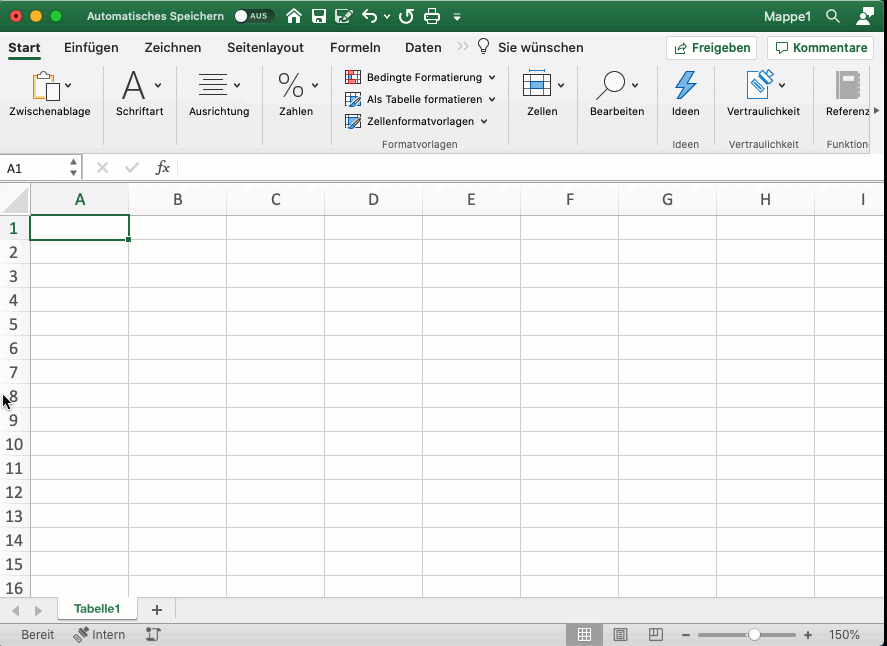 Automatisches Speichern AUS Mappe1
Start Einfügen Zeichnen Seitenlayout Formeln Daten Sie wünschen Freigeben Kommentare
Zwischenablage Schriftart Ausrichtung Zahlen
%
Bedingte Formatierung
Als Tabelle formatieren
Zellenformatvorlagen
Formatvorlagen
Zellen Bearbeiten Ideen Vertraulichkeit Referenz
Ideen Vertraulichkeit Funktion
A1 fx
A B C D E F G H I
1
2
3
4
5
6
7
8
9
10
11
12
13
14
15
16
Tabelle1 +
Bereit Intern − + 150%